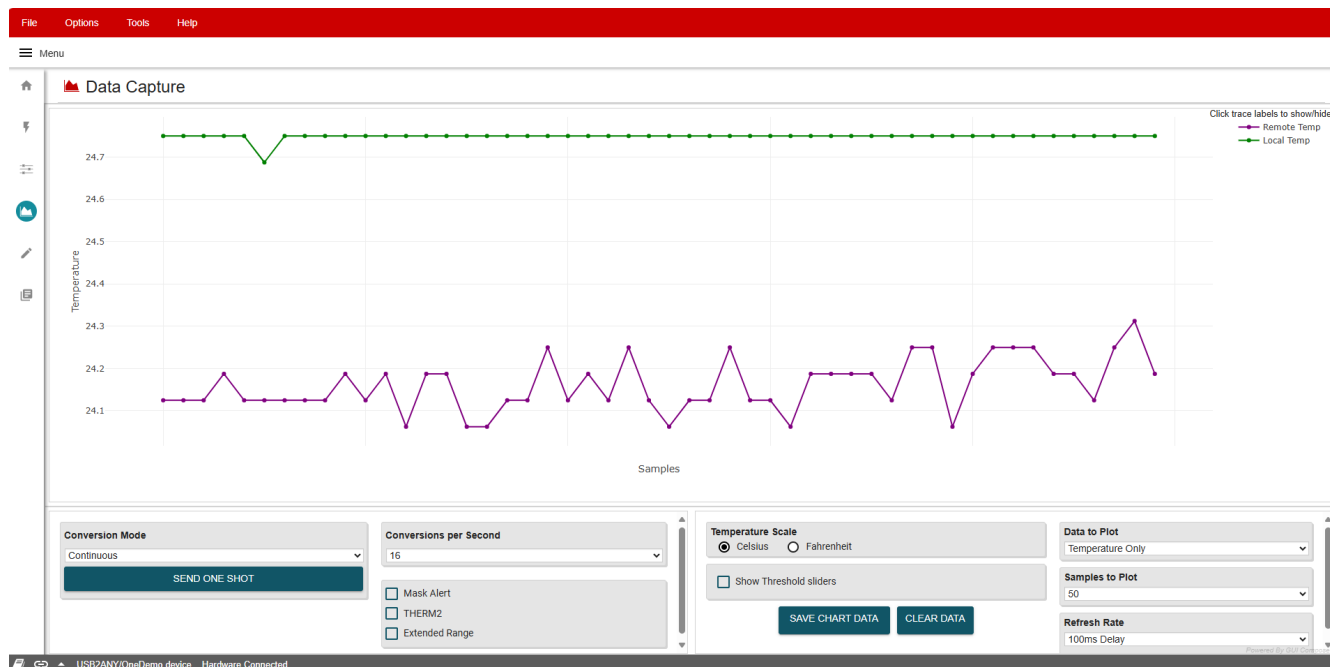 File Options Tools Help
Menu
Data Capture
Click trace labels to show/hide
Remote Temp
Local Temp
24.7
24.6
24.5
24.4
24.3
24.2
24.1
Temperature
Samples
Conversion Mode
Continuous
SEND ONE SHOT
Conversions per Second
16
Mask Alert
THERM2
Extended Range
Temperature Scale
Celsius Fahrenheit
Show Threshold sliders
SAVE CHART DATA CLEAR DATA
Data to Plot
Temperature Only
Samples to Plot
50
Refresh Rate
100ms Delay
Powered By GUI Composer
USB2ANY/OneDemo device Hardware Connected